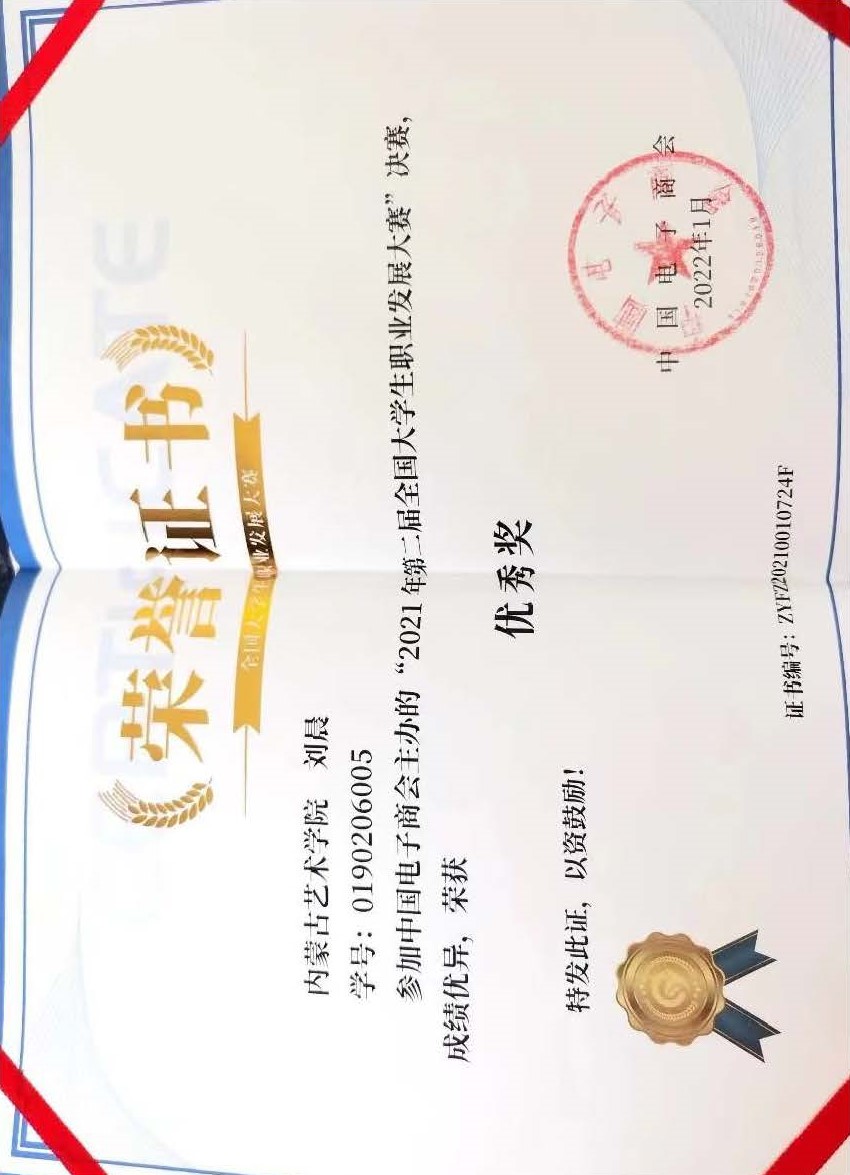 荣誉证书
全国大学生职业发展大赛
内蒙古艺术学院 刘晨
学号：0190206005
参加中国电子商会主办的“2021年第二届全国大学生职业发展大赛”决赛，
成绩优异，荣获
优秀奖
特发此证，以资鼓励！
中国电子商会
2022年1月
证书编号：ZYFZ20210010724F